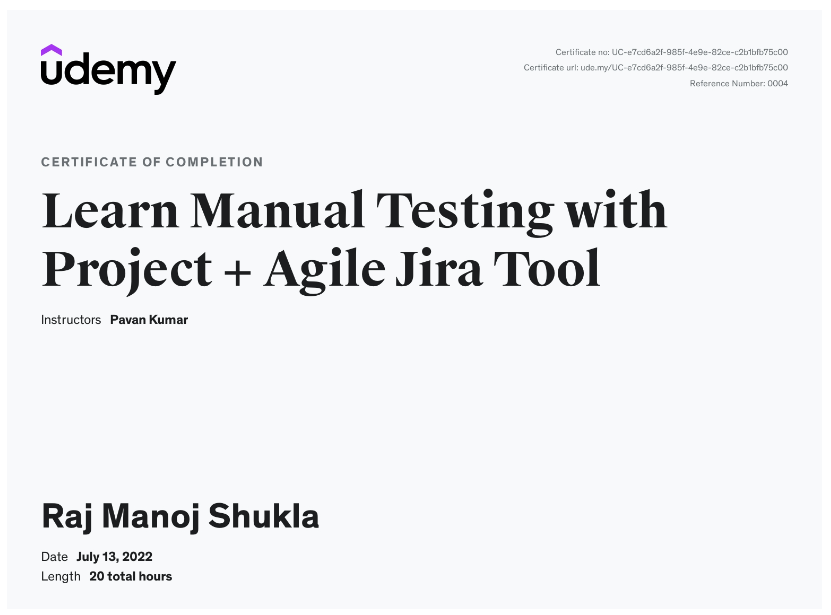 udemy
Certificate no: UC-e7cd6a2f-985f-4e9e-82ce-c2b1bfb75c00
Certificate url: ude.my/UC-e7cd6a2f-985f-4e9e-82ce-c2b1bfb75c00
Reference Number: 0004
CERTIFICATE OF COMPLETION
Learn Manual Testing with
Project + Agile Jira Tool
Instructors Pavan Kumar
Raj Manoj Shukla
Date July 13, 2022
Length 20 total hours